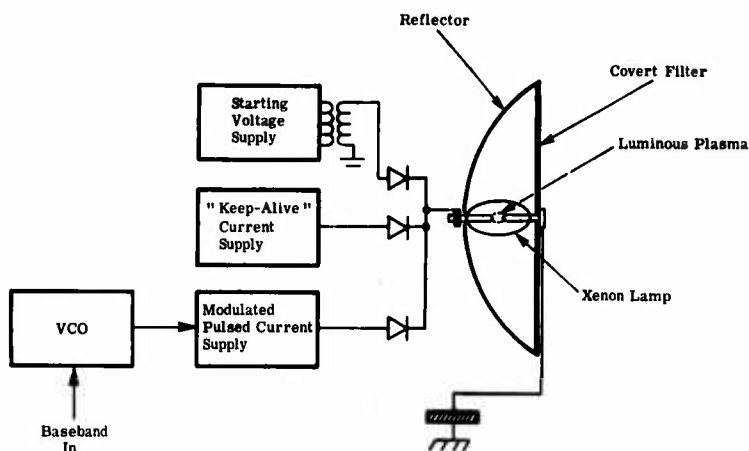 Reflector
Covert Filter
Starting
Voltage
Supply
Luminous Plasma
"Keep-Alive"
Current
Supply
Xenon Lamp
VCO
Modulated
Pulsed Current
Supply
Baseband
In